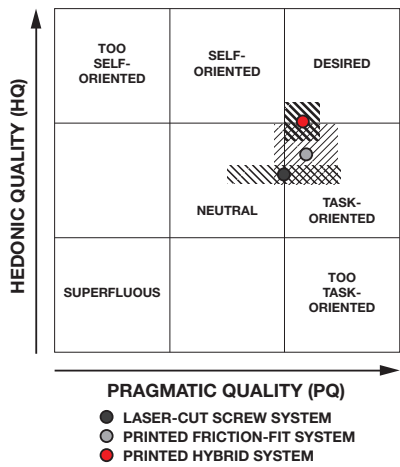 HEDONIC QUALITY (HQ)
TOO
SELF-
ORIENTED
SELF-
ORIENTED
DESIRED
NEUTRAL
TASK-
ORIENTED
SUPERFLUOUS
TOO
TASK-
ORIENTED
PRAGMATIC QUALITY (PQ)
LASER-CUT SCREW SYSTEM
PRINTED FRICTION-FIT SYSTEM
PRINTED HYBRID SYSTEM